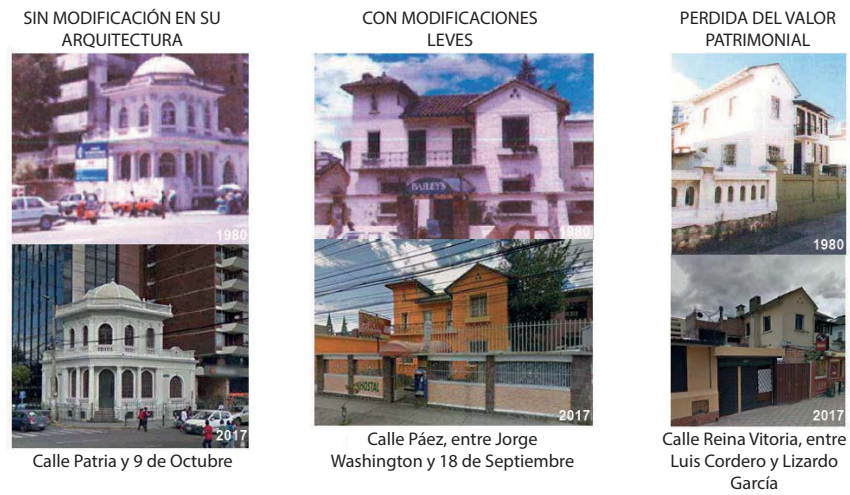 SIN MODIFICACIÓN EN SU
ARQUITECTURA
1980
2017
Calle Patria y 9 de Octubre
CON MODIFICACIONES
LEVES
BAILEY'S
1980
HOSTAL
2017
Calle Páez, entre Jorge
Washington y 18 de Septiembre
PERDIDA DEL VALOR
PATRIMONIAL
1980
2017
Calle Reina Vitoria, entre
Luis Cordero y Lizardo
García